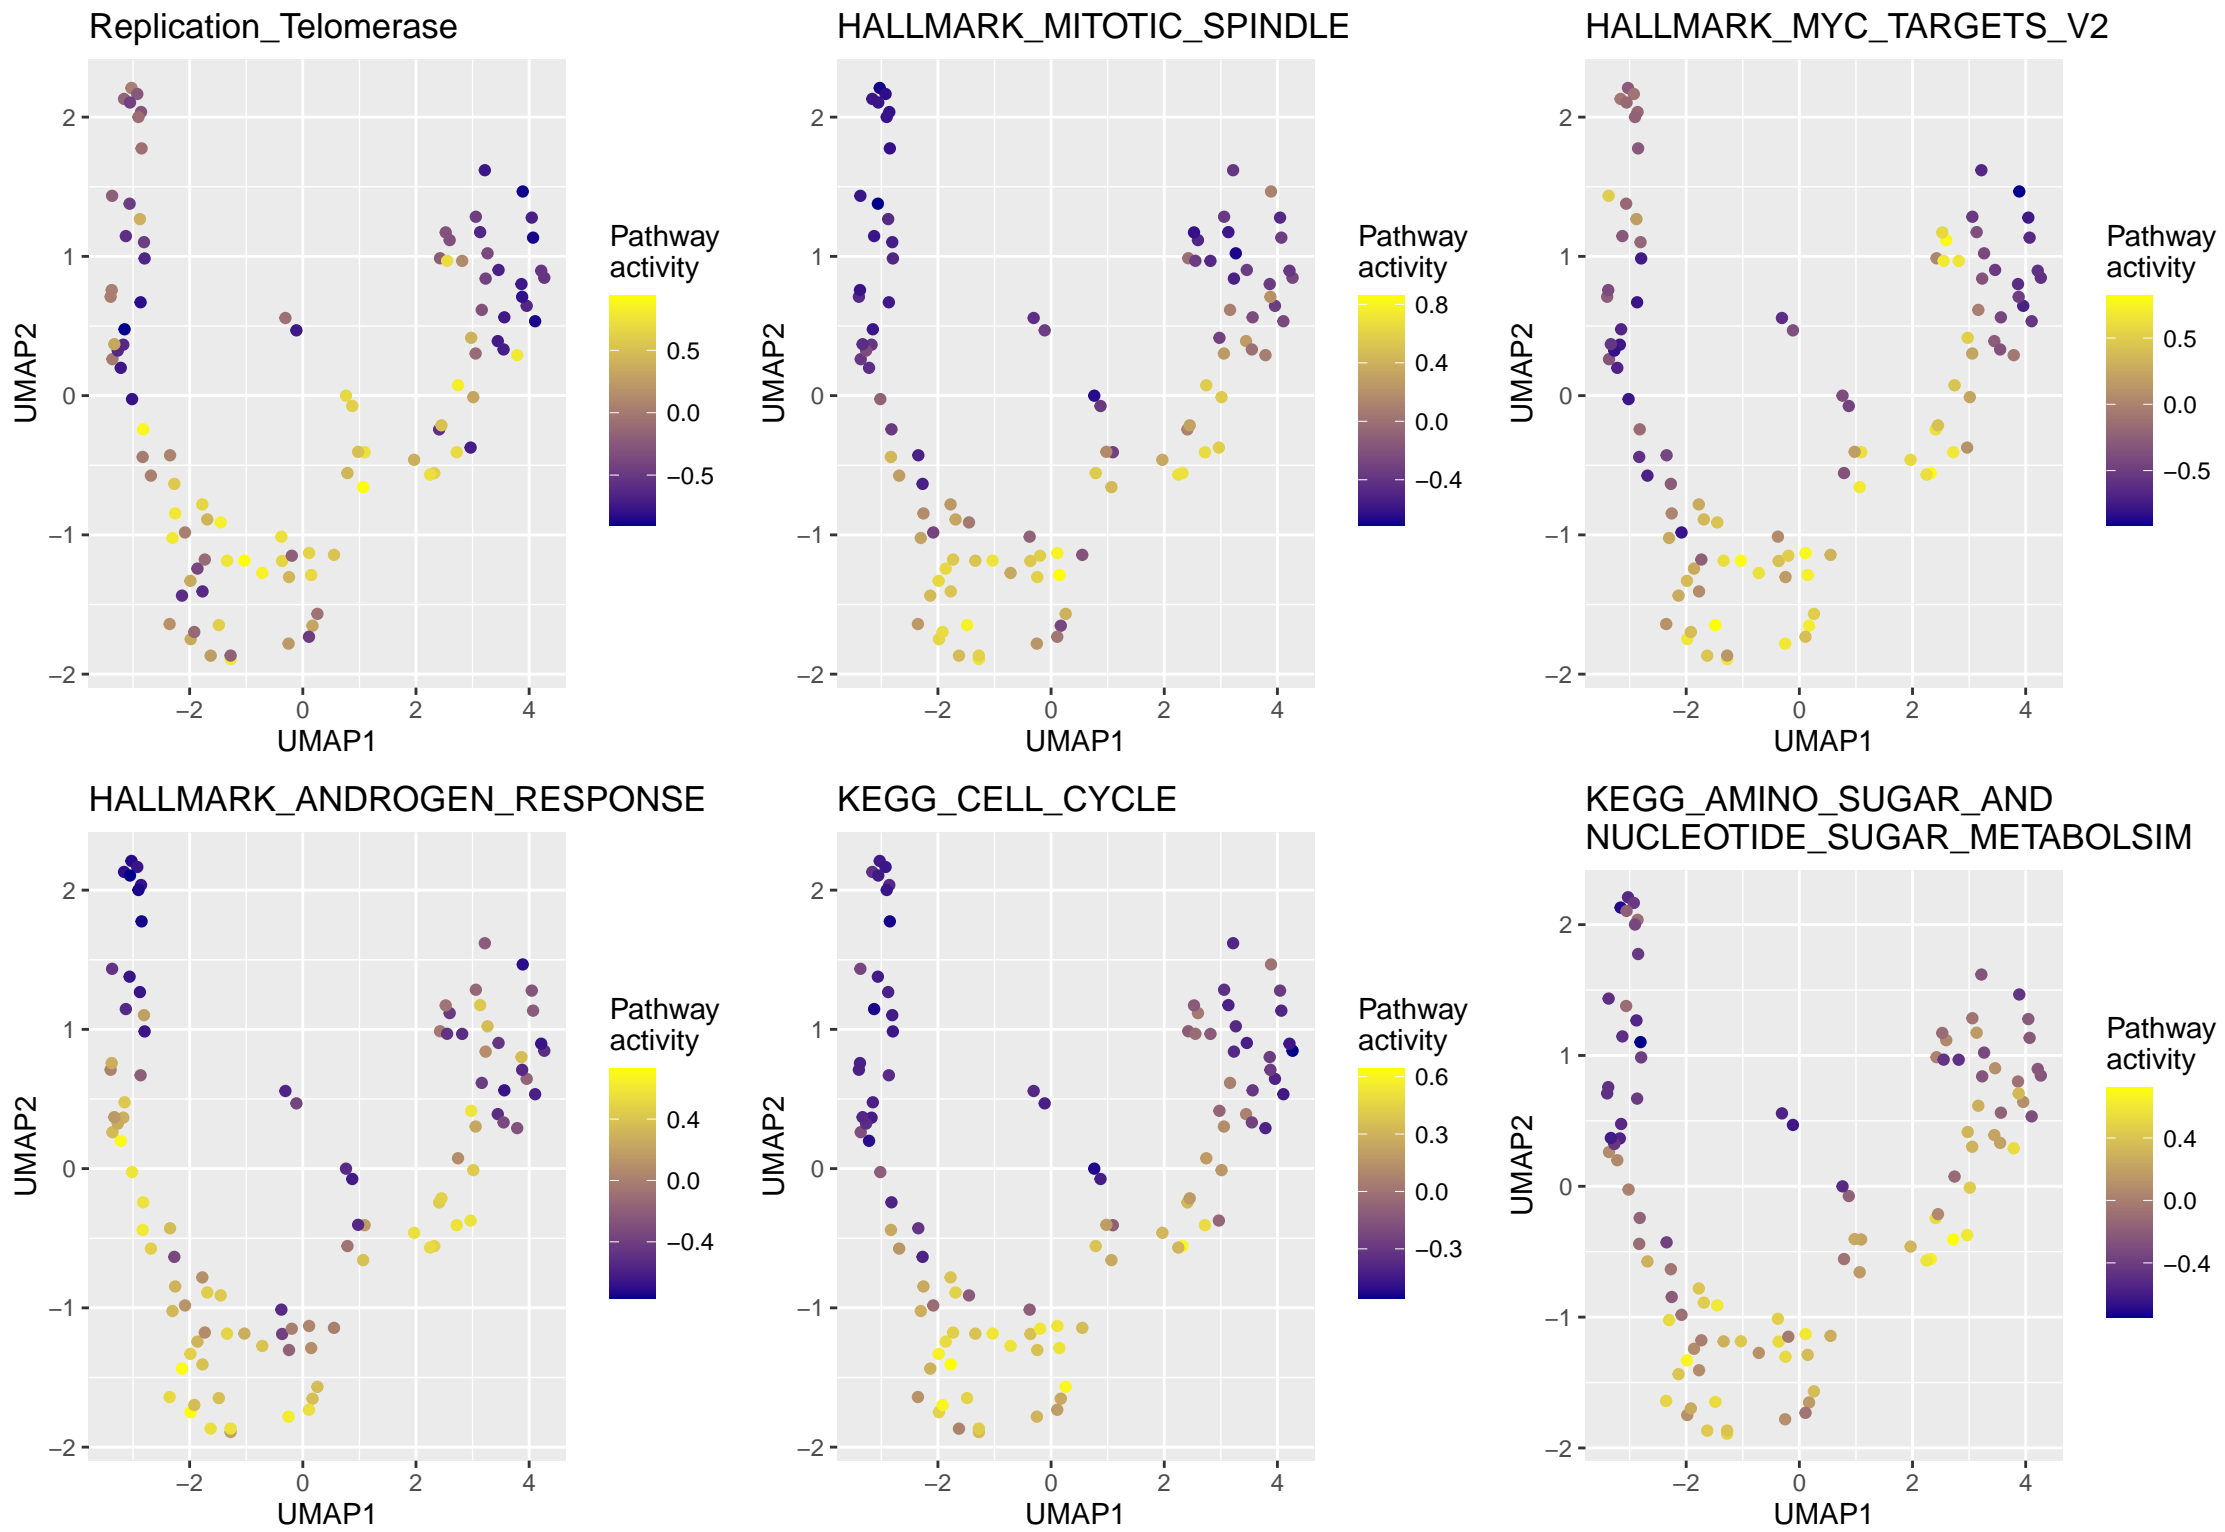 Replication_Telomerase
HALLMARK_MITOTIC_SPINDLE
HALLMARK_MYC_TARGETS_V2
UMAP2
2
1
0
−1
−2
−2
0
2
4
UMAP1
Pathway
activity
0.5
0.0
−0.5
UMAP2
2
1
0
−1
−2
−2
0
2
4
UMAP1
Pathway
activity
0.8
0.4
0.0
−0.4
UMAP2
2
1
0
−1
−2
−2
0
2
4
UMAP1
Pathway
activity
0.5
0.0
−0.5
HALLMARK_ANDROGEN_RESPONSE
KEGG_CELL_CYCLE
KEGG_AMINO_SUGAR_AND
NUCLEOTIDE_SUGAR_METABOLSIM
UMAP2
2
1
0
−1
−2
−2
0
2
4
UMAP1
Pathway
activity
0.4
0.0
−0.4
UMAP2
2
1
0
−1
−2
−2
0
2
4
UMAP1
Pathway
activity
0.6
0.3
0.0
−0.3
UMAP2
2
1
0
−1
−2
−2
0
2
4
UMAP1
Pathway
activity
0.4
0.0
−0.4